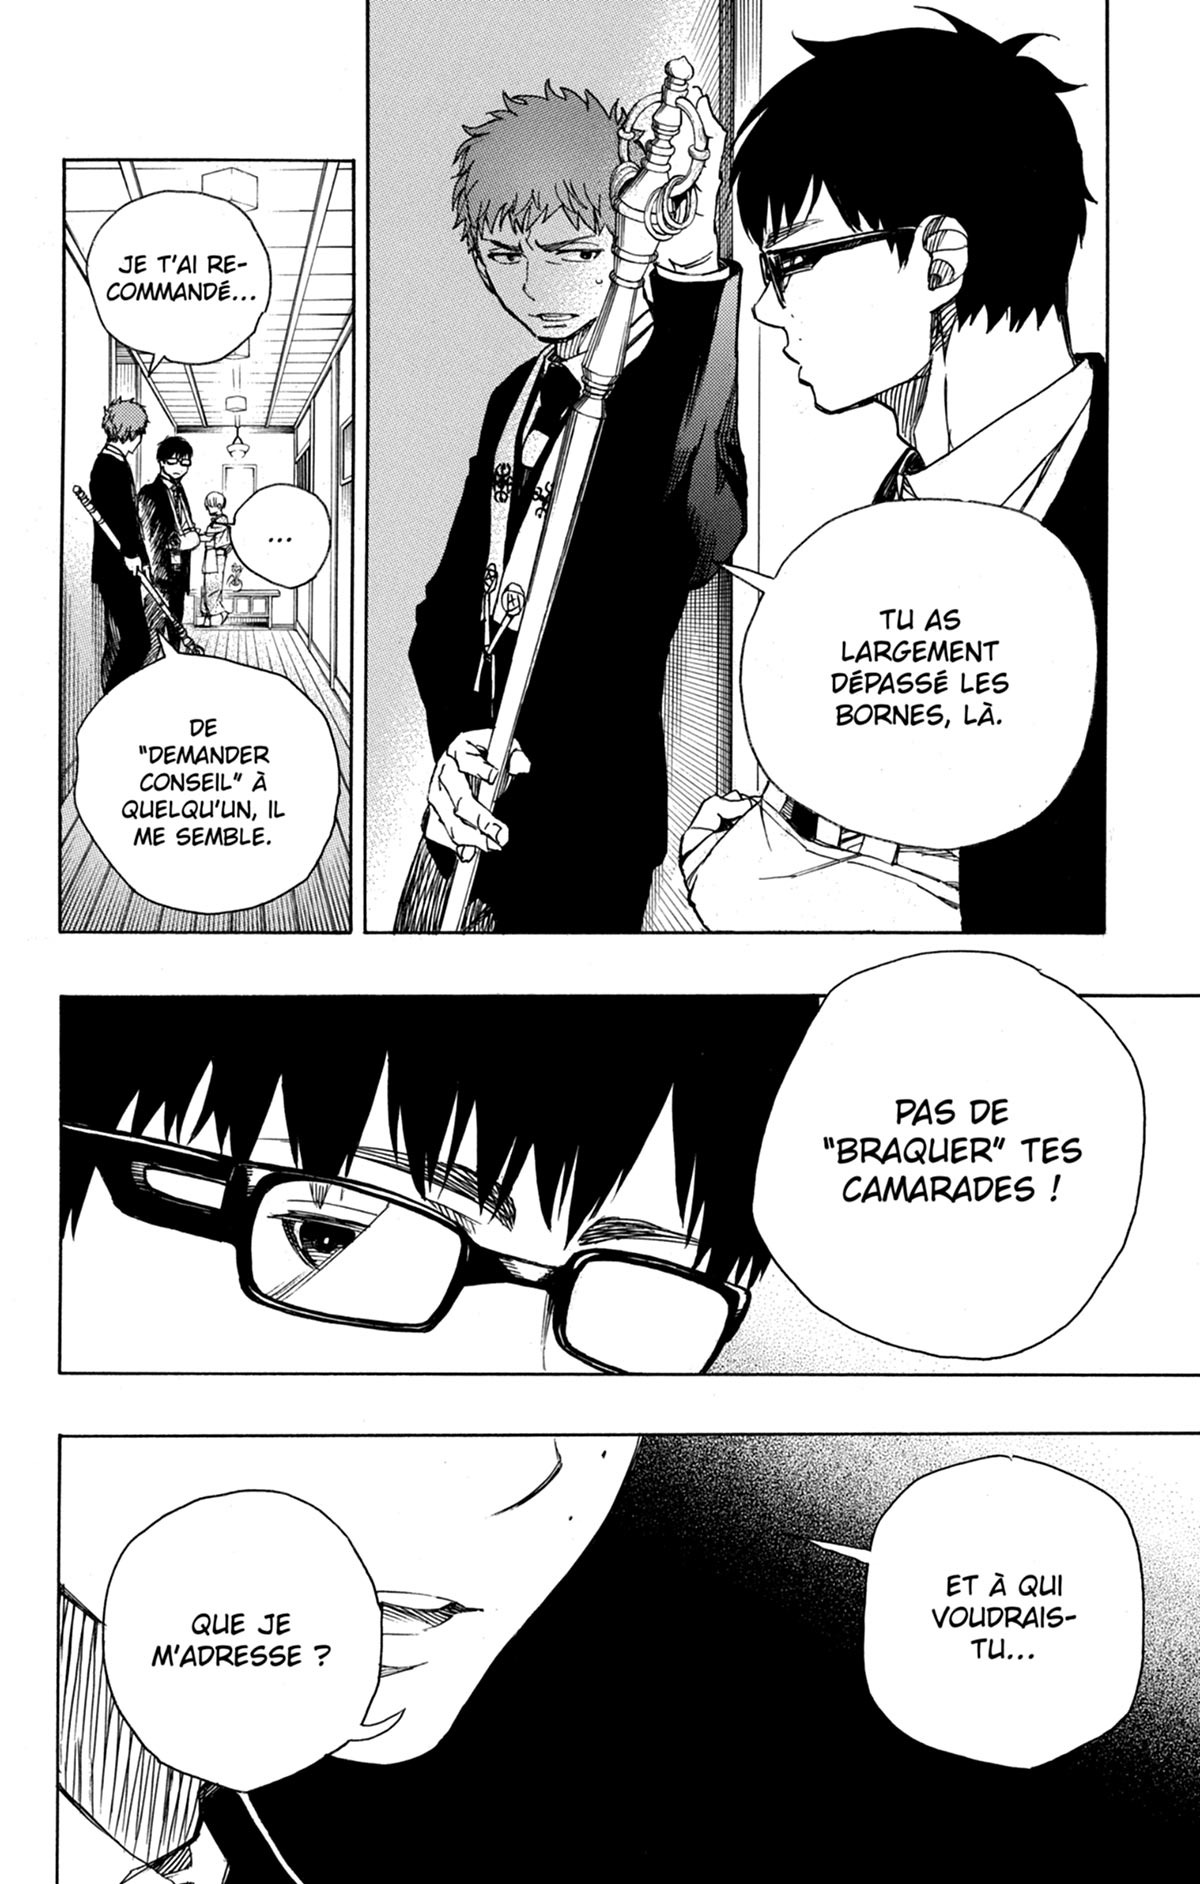 TU AS
LARGEMENT
DÉPASSÉ LES
BORNES, LÀ.
JE T'AI RE-
COMMANDÉ...
...
DE
"DEMANDER
CONSEIL" À
QUELQU'UN, IL
ME SEMBLE.
PAS DE
"BRAQUER" TES
CAMARADES !
ET À QUI
VOUDRAIS-
TU...
QUE JE
M'ADRESSE ?